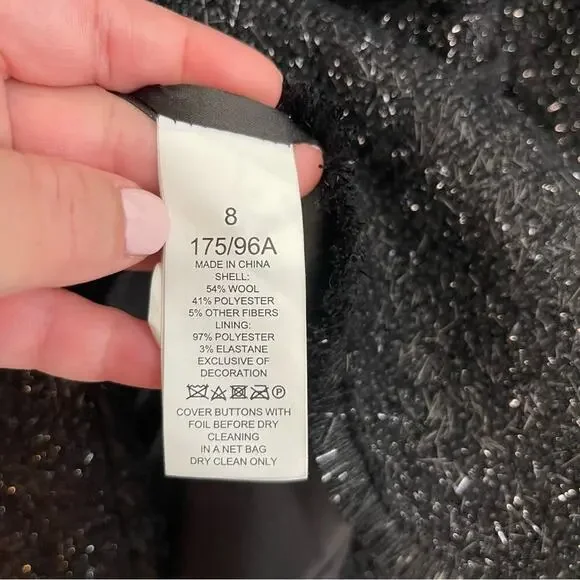 8
175/96A
MADE IN CHINA
SHELL:
54% WOOL
41% POLYESTER
5% OTHER FIBERS
LINING:
97% POLYESTER
3% ELASTANE
EXCLUSIVE OF
DECORATION
P
COVER BUTTONS WITH
FOIL BEFORE DRY
CLEANING
IN A NET BAG
DRY CLEAN ONLY